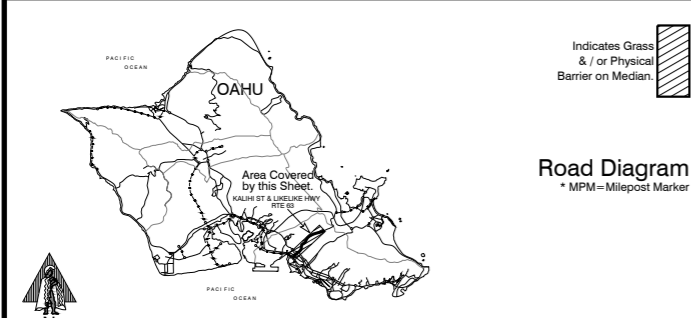 PACIFIC
OCEAN
OAHU
Area Covered
by this Sheet.
KALIHI ST & LIKELIKE HWY
RTE 63
PACIFIC
OCEAN
Indicates Grass
& / or Physical
Barrier on Median.
Road Diagram
* MPM=Milepost Marker